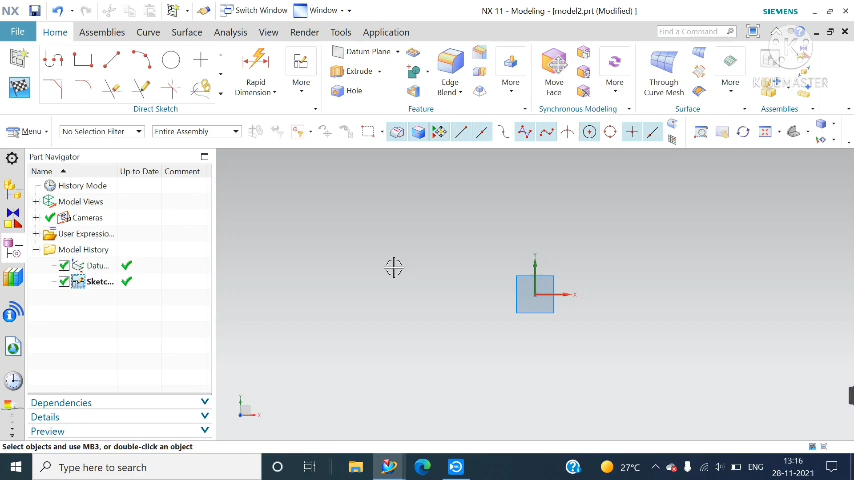 NX
Switch Window
Window
NX 11 - Modeling - [model2.prt (Modified) ]
SIEMENS
File
Home
Assemblies
Curve
Surface
Analysis
View
Render
Tools
Application
Find a Command
Rapid
Dimension
More
Datum Plane
Extrude
Hole
Edge
Blend
More
Move
Face
More
Through
Curve Mesh
More
Direct Sketch
Feature
Synchronous Modeling
Surface
Assemblies
Menu
No Selection Filter
Entire Assembly
Part Navigator
Name
Up to Date
Comment
History Mode
Model Views
Cameras
User Expressio...
Model History
Datu...
Sketc...
Y
X
Y
X
Dependencies
Details
Preview
Select objects and use MB3, or double-click an object
Type here to search
27°C
ENG
13:16
28-11-2021